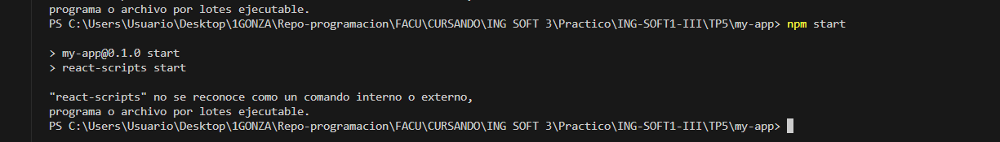 programa o archivo por lotes ejecutable.
PS C:\Users\Usuario\Desktop\1GONZA\Repo-programacion\FACU\CURSANDO\ING SOFT 3\Practico\ING-SOFT1-III\TP5\my-app> npm start
> my-app@0.1.0 start
> react-scripts start
"react-scripts" no se reconoce como un comando interno o externo,
programa o archivo por lotes ejecutable.
PS C:\Users\Usuario\Desktop\1GONZA\Repo-programacion\FACU\CURSANDO\ING SOFT 3\Practico\ING-SOFT1-III\TP5\my-app>